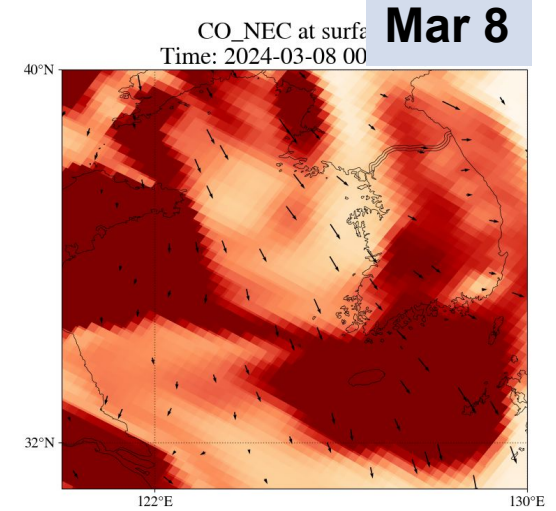 CO_NEC at surfa
Mar 8
Time: 2024-03-08 00
40°N
32°N
122°E
130°E